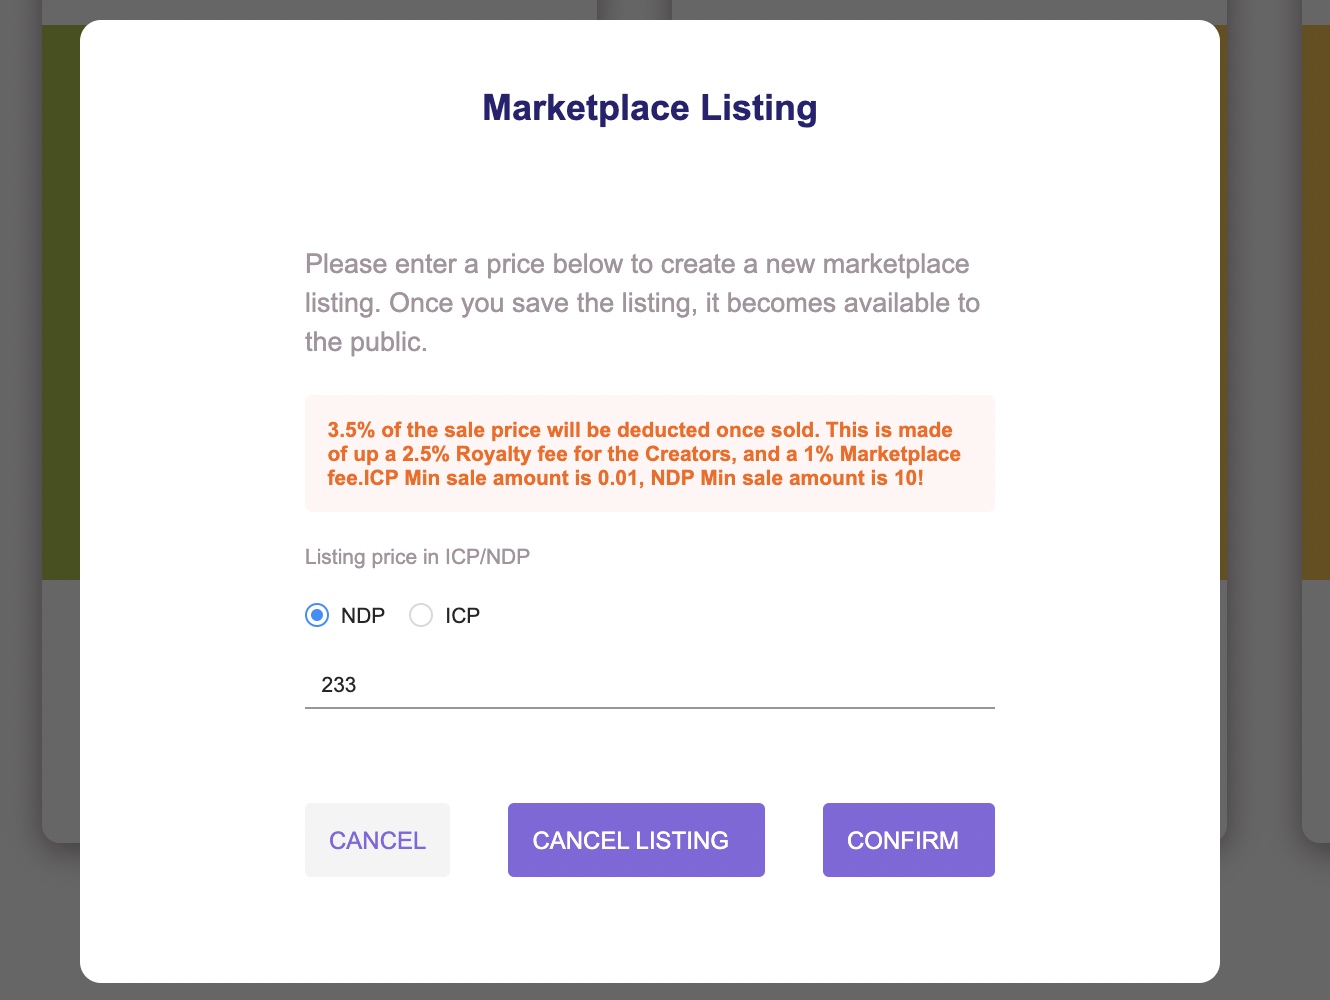 Marketplace Listing
Please enter a price below to create a new marketplace
listing. Once you save the listing, it becomes available to
the public.
3.5% of the sale price will be deducted once sold. This is made
of up a 2.5% Royalty fee for the Creators, and a 1% Marketplace
fee.ICP Min sale amount is 0.01, NDP Min sale amount is 10!
Listing price in ICP/NDP
NDP ICP
233
CANCEL CANCEL LISTING CONFIRM